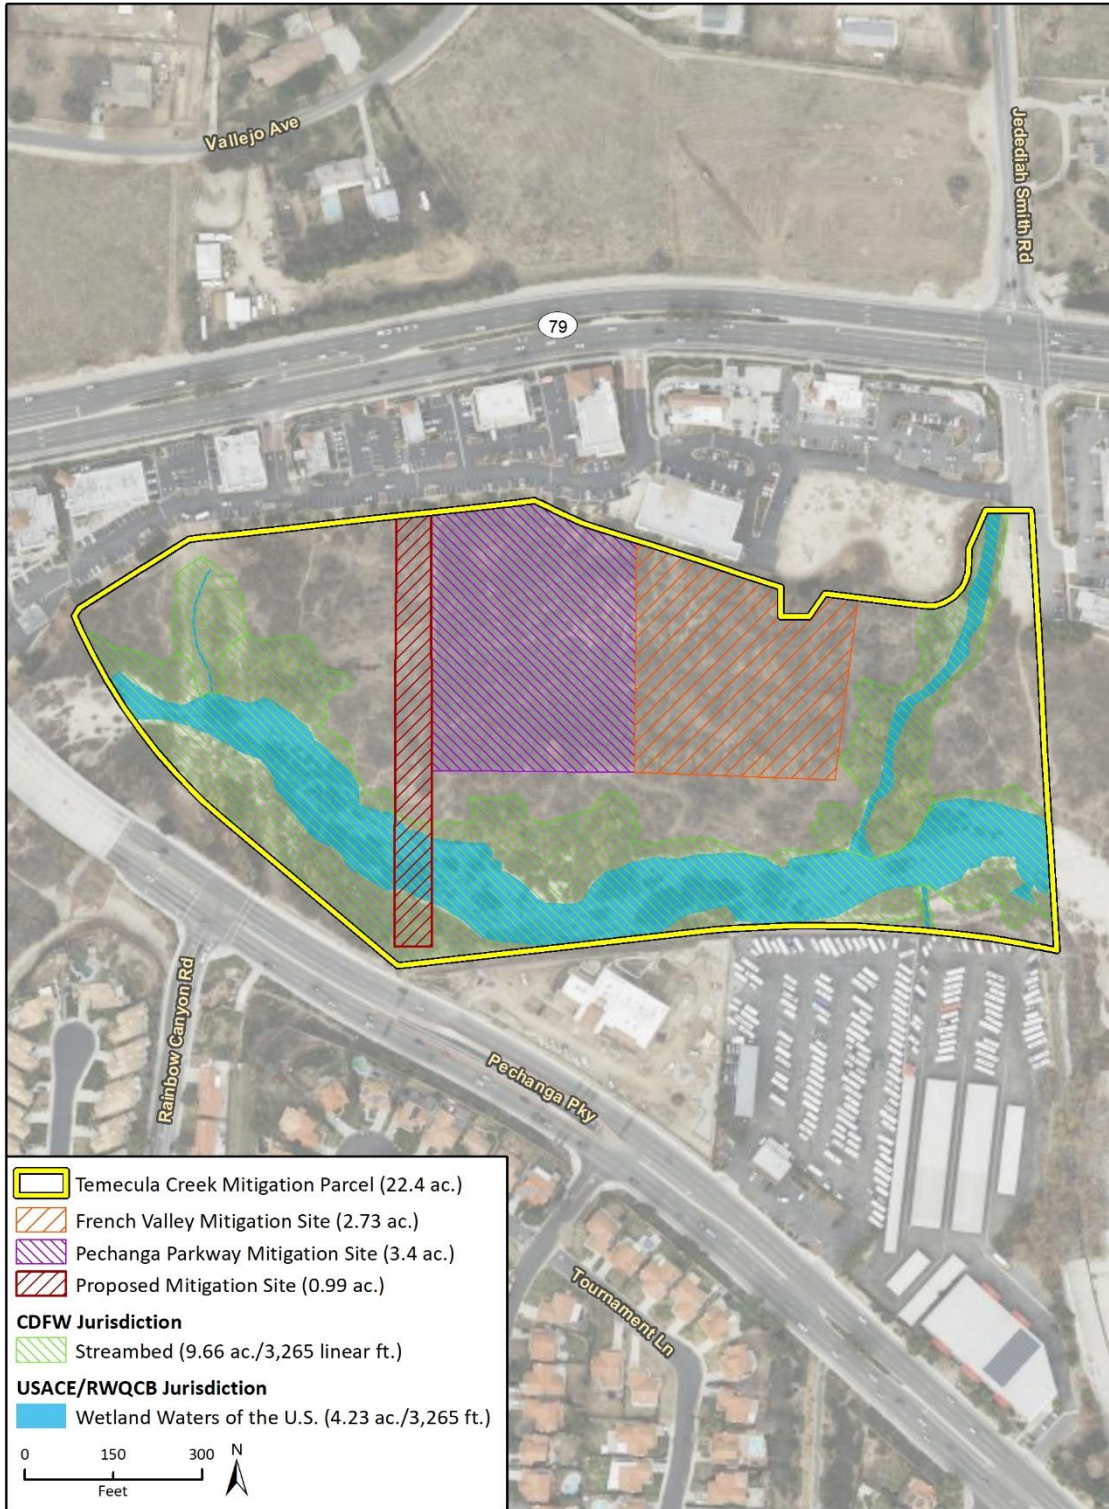 Vallejo Ave
Jedediah Smith Rd
79
Rainbow Canyon Rd
Pechanga Pky
Tournament Ln
Temecula Creek Mitigation Parcel (22.4 ac.)
French Valley Mitigation Site (2.73 ac.)
Pechanga Parkway Mitigation Site (3.4 ac.)
Proposed Mitigation Site (0.99 ac.)
CDFW Jurisdiction
Streambed (9.66 ac./3,265 linear ft.)
USACE/RWQCB Jurisdiction
Wetland Waters of the U.S. (4.23 ac./3,265 ft.)
0 150 300 N
Feet